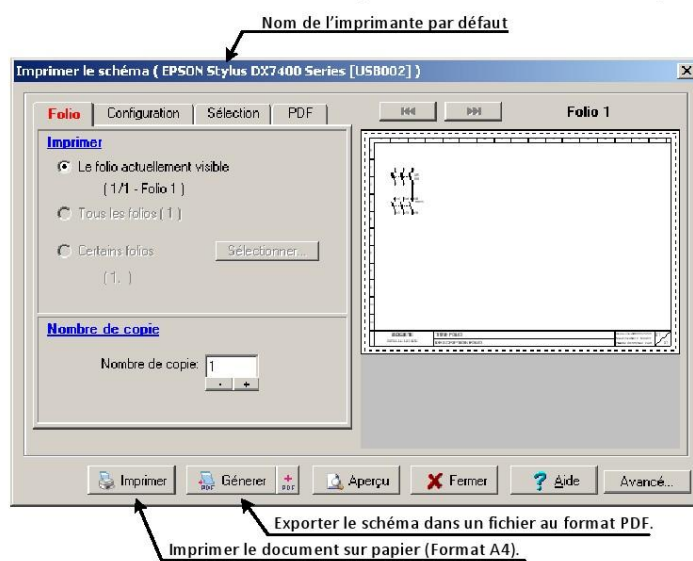 Nom de l'imprimante par défaut
Imprimer le schéma ( EPSON Stylus DX7400 Series [USB002] )
Folio Configuration Sélection PDF
Folio 1
Imprimer
Le folio actuellement visible
( 1/1 - Folio 1 )
Tous les folios ( 1 )
Certains folios Sélectionner...
( 1. )
Nombre de copie
Nombre de copie: 1
- +
Imprimer PDF Génerer PDF Aperçu Fermer ? Aide Avancé...
Exporter le schéma dans un fichier au format PDF.
Imprimer le document sur papier (Format A4).